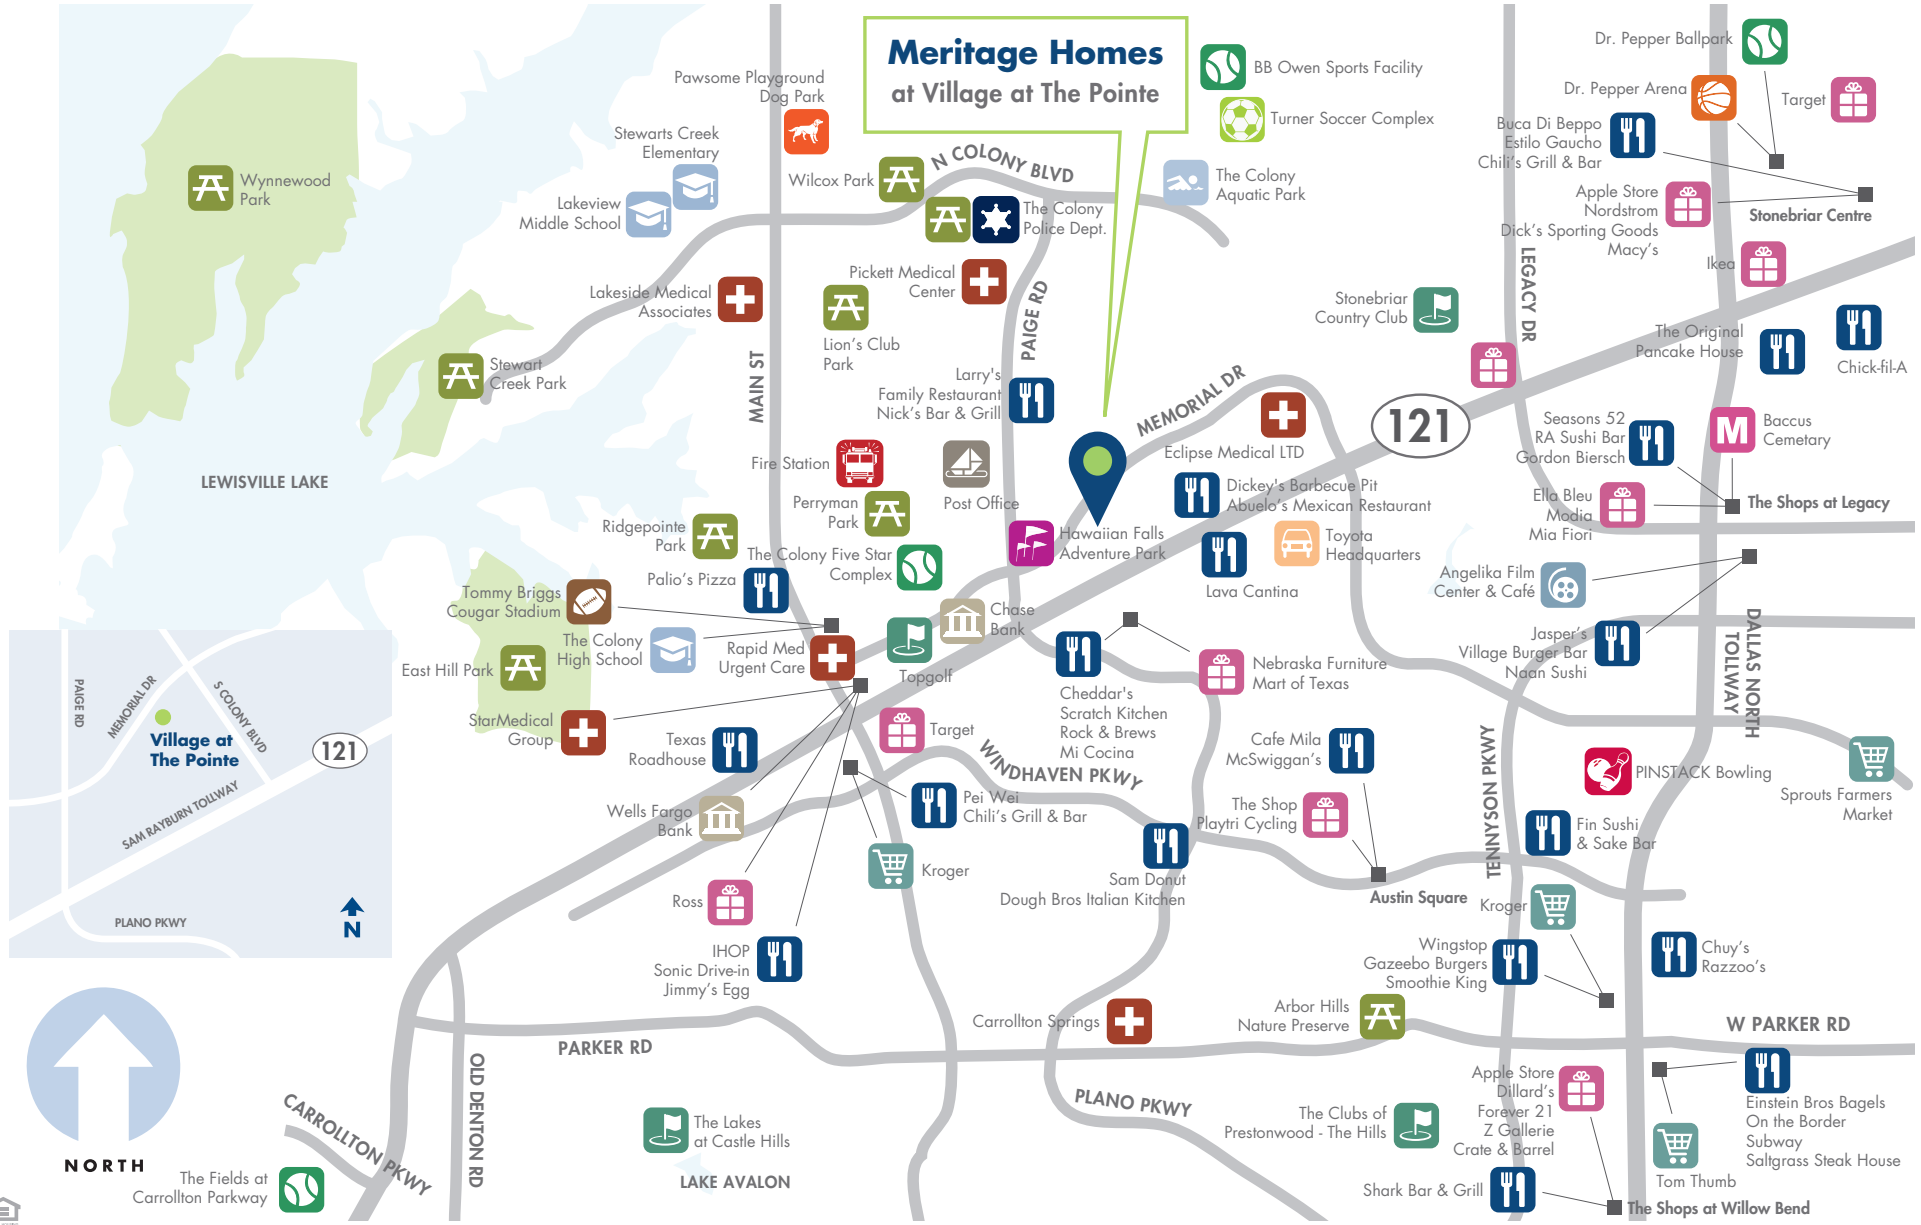 Meritage Homes
at Village at The Pointe
BB Owen Sports Facility
Turner Soccer Complex
Dr. Pepper Ballpark
Dr. Pepper Arena
Target
Buca Di Beppo
Estilo Gaucho
Chili's Grill & Bar
Apple Store
Nordstrom
Dick's Sporting Goods
Macy's
Stonebriar Centre
Ikea
Pawsome Playground
Dog Park
Stewarts Creek
Elementary
Lakeview
Middle School
Wilcox Park
N COLONY BLVD
The Colony
Police Dept.
The Colony
Aquatic Park
Wynnewood
Park
Lakeside Medical
Associates
Pickett Medical
Center
Lion's Club
Park
PAIGE RD
MAIN ST
Stewart
Creek Park
Larry's
Family Restaurant
Nick's Bar & Grill
MEMORIAL DR
Eclipse Medical LTD
Stonebriar
Country Club
LEGACY DR
121
The Original
Pancake House
Chick-fil-A
Seasons 52
RA Sushi Bar
Gordon Biersch
M
Baccus
Cemetary
Ella Bleu
Modia
Mia Fiori
The Shops at Legacy
LEWISVILLE LAKE
Fire Station
Post Office
Perryman
Park
Ridgepointe
Park
The Colony Five Star
Complex
Palio's Pizza
Hawaiian Falls
Adventure Park
Dickey's Barbecue Pit
Abuelo's Mexican Restaurant
Lava Cantina
Toyota
Headquarters
Angelika Film
Center & Café
Jasper's
Village Burger Bar
Naan Sushi
DALLAS NORTH
TOLLWAY
Tommy Briggs
Cougar Stadium
The Colony
High School
East Hill Park
Rapid Med
Urgent Care
Chase
Bank
Topgolf
StarMedical
Group
Texas
Roadhouse
Target
Cheddar's
Scratch Kitchen
Rock & Brews
Mi Cocina
Nebraska Furniture
Mart of Texas
WINDHAVEN PKWY
Cafe Mila
McSwiggan's
The Shop
Playtri Cycling
Austin Square
TENNYSON PKWY
PINSTACK Bowling
Sprouts Farmers
Market
Fin Sushi
& Sake Bar
Wells Fargo
Bank
Pei Wei
Chili's Grill & Bar
Kroger
Ross
IHOP
Sonic Drive-in
Jimmy's Egg
Sam Donut
Dough Bros Italian Kitchen
Kroger
Wingstop
Gazeebo Burgers
Smoothie King
Chuy's
Razzoo's
Carrollton Springs
Arbor Hills
Nature Preserve
W PARKER RD
PARKER RD
OLD DENTON RD
CARROLLTON PKWY
The Fields at
Carrollton Parkway
The Lakes
at Castle Hills
LAKE AVALON
PLANO PKWY
The Clubs of
Prestonwood - The Hills
Apple Store
Dillard's
Forever 21
Z Gallerie
Crate & Barrel
Shark Bar & Grill
The Shops at Willow Bend
Tom Thumb
Einstein Bros Bagels
On the Border
Subway
Saltgrass Steak House
PAIGE RD
MEMORIAL DR
S COLONY BLVD
Village at
The Pointe
121
SAM RAYBURN TOLLWAY
PLANO PKWY
N
NORTH